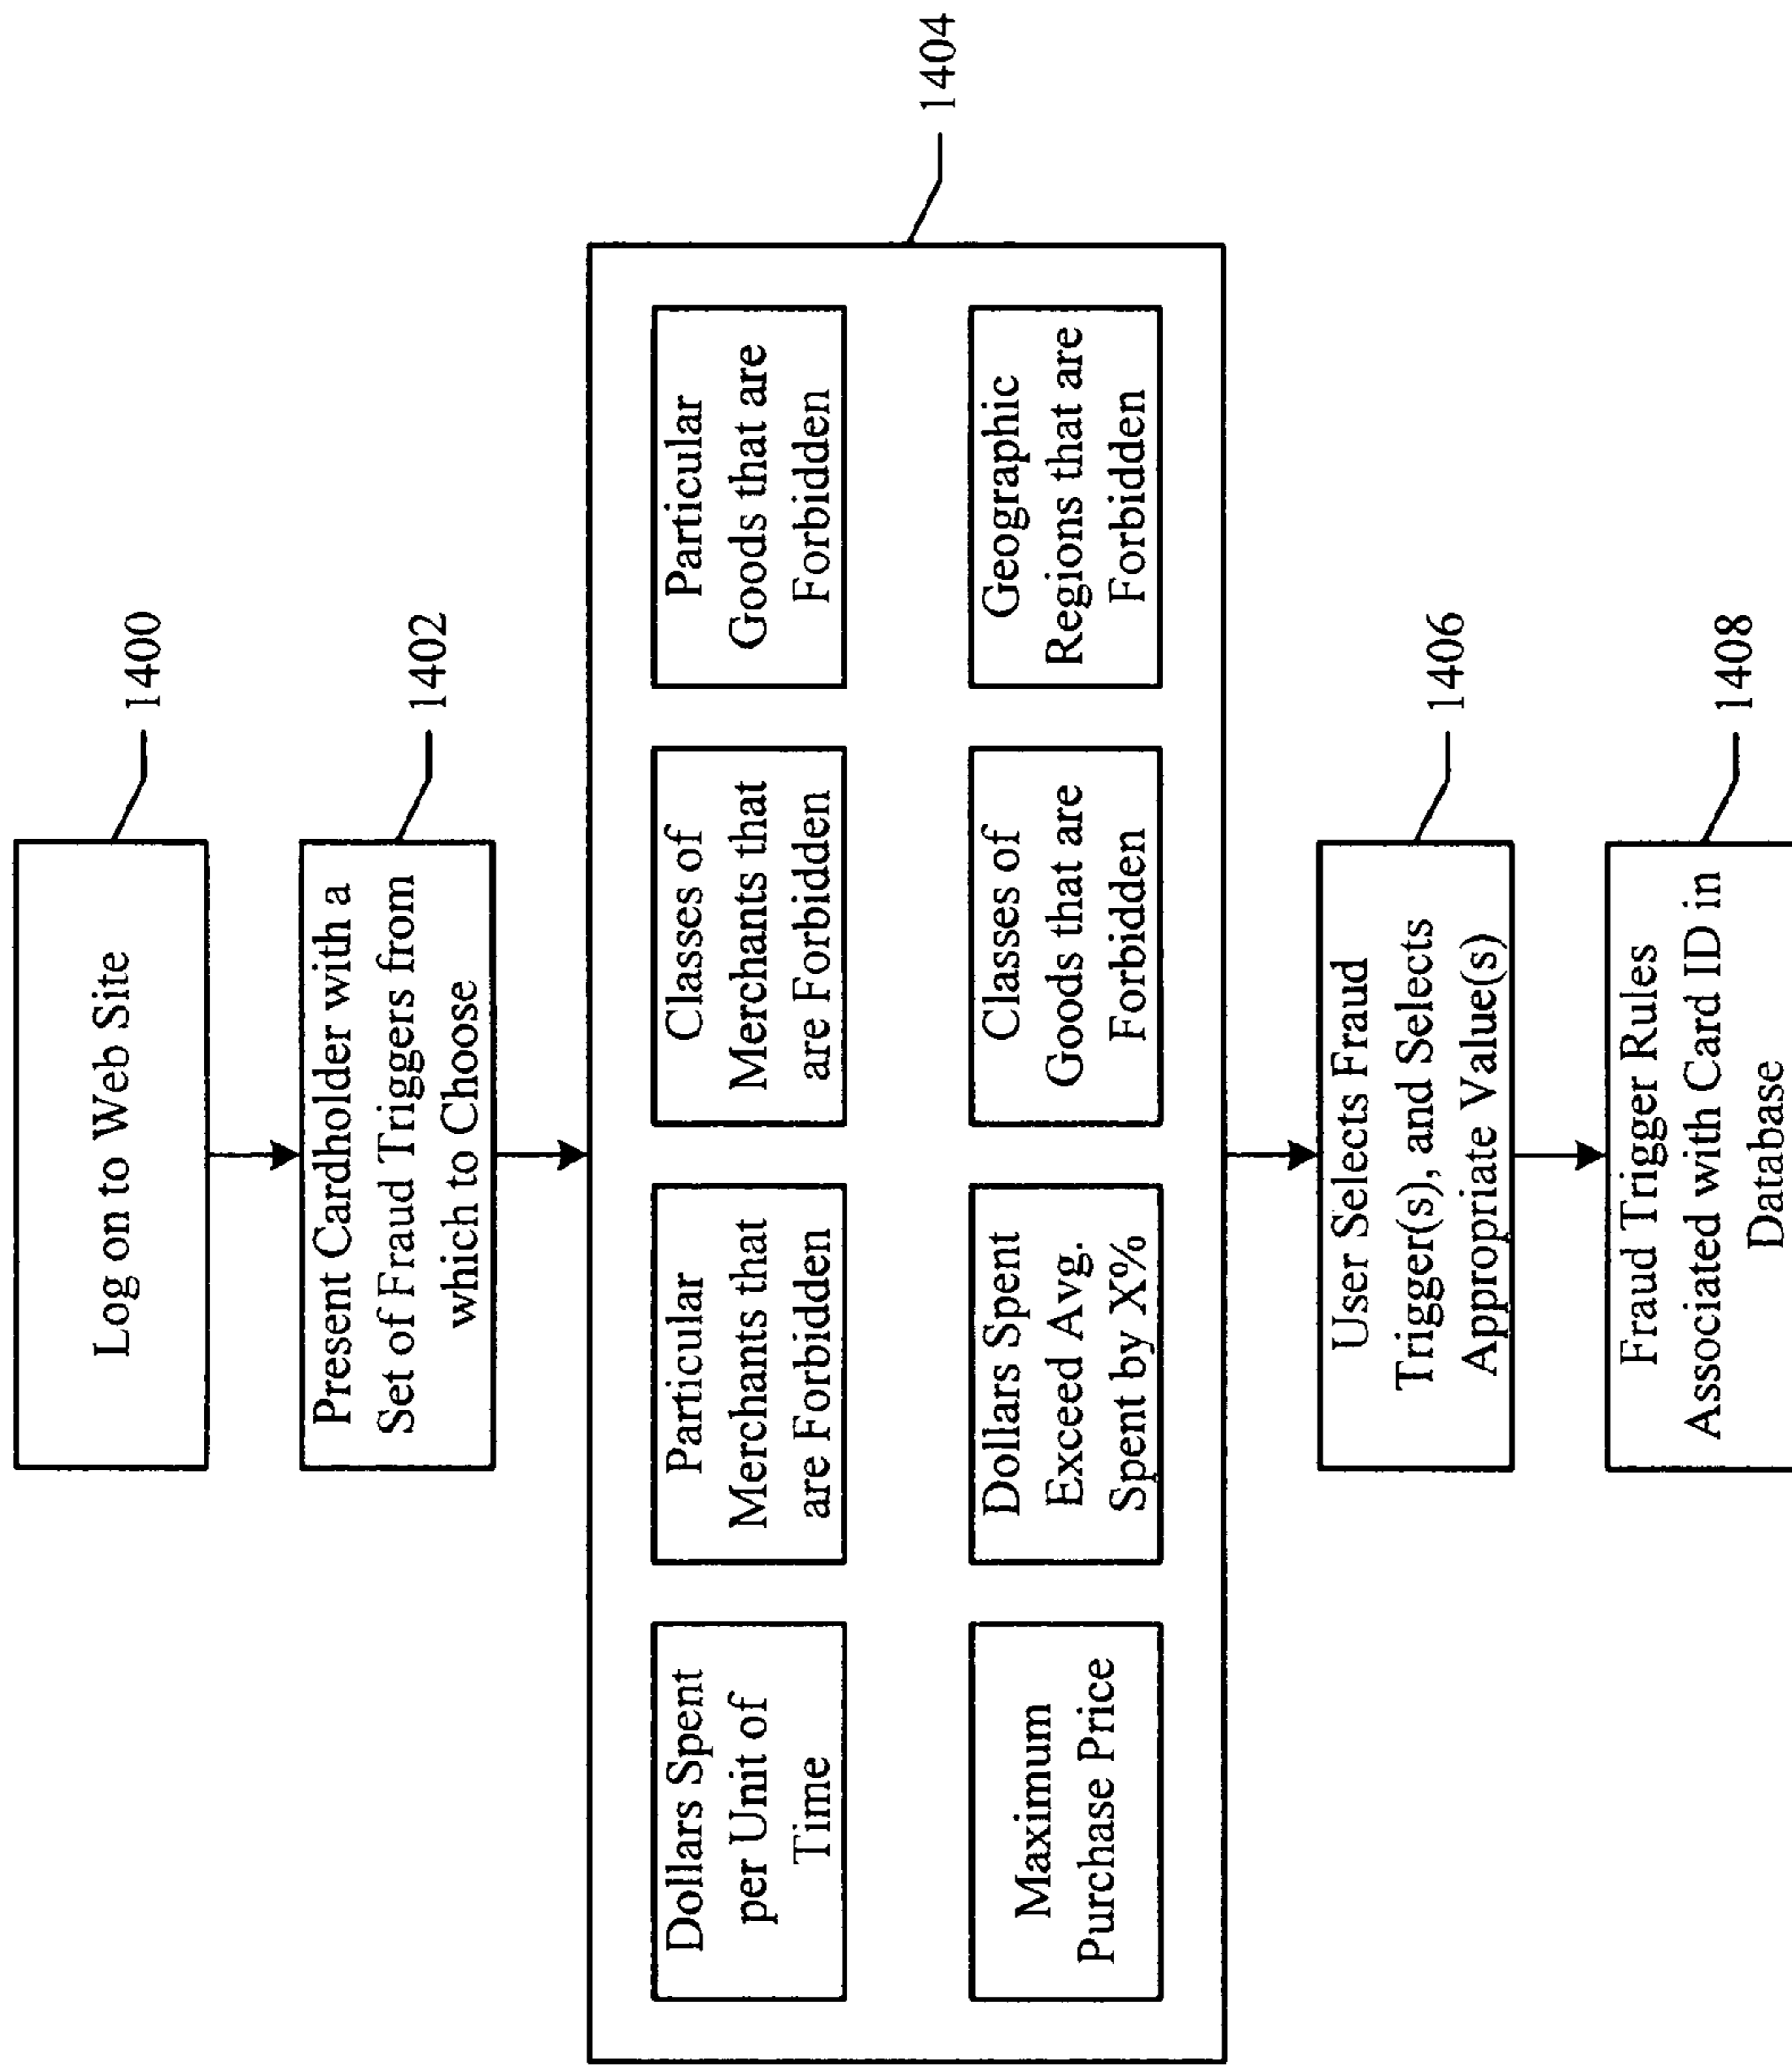 Log on to Web Site
1400
Present Cardholder with a
Set of Fraud Triggers from
which to Choose
1402
1404
Dollars Spent
per Unit of
Time
Particular
Merchants that
are Forbidden
Classes of
Merchants that
are Forbidden
Particular
Goods that are
Forbidden
Maximum
Purchase Price
Dollars Spent
Exceed Avg.
Spent by X%
Classes of
Goods that are
Forbidden
Geographic
Regions that are
Forbidden
User Selects Fraud
Trigger(s), and Selects
Appropriate Value(s)
1406
Fraud Trigger Rules
Associated with Card ID in
Database
1408